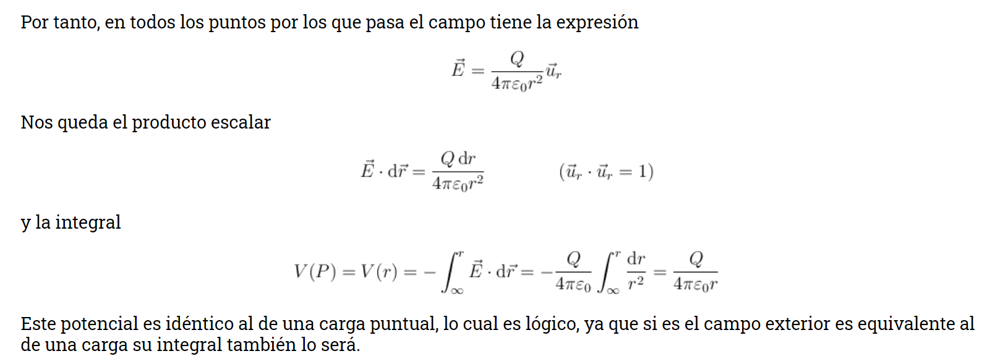 Por tanto, en todos los puntos por los que pasa el campo tiene la expresión
$\vec{E} = \frac{Q}{4\pi\varepsilon_0 r^2}\vec{u}_r$
Nos queda el producto escalar
$\vec{E} \cdot \mathrm{d}\vec{r} = \frac{Q\,\mathrm{d}r}{4\pi\varepsilon_0 r^2} \qquad (\vec{u}_r \cdot \vec{u}_r = 1)$
y la integral
$V(P) = V(r) = -\int_{\infty}^{r} \vec{E} \cdot \mathrm{d}\vec{r} = -\frac{Q}{4\pi\varepsilon_0} \int_{\infty}^{r} \frac{\mathrm{d}r}{r^2} = \frac{Q}{4\pi\varepsilon_0 r}$
Este potencial es idéntico al de una carga puntual, lo cual es lógico, ya que si es el campo exterior es equivalente al
de una carga su integral también lo será.